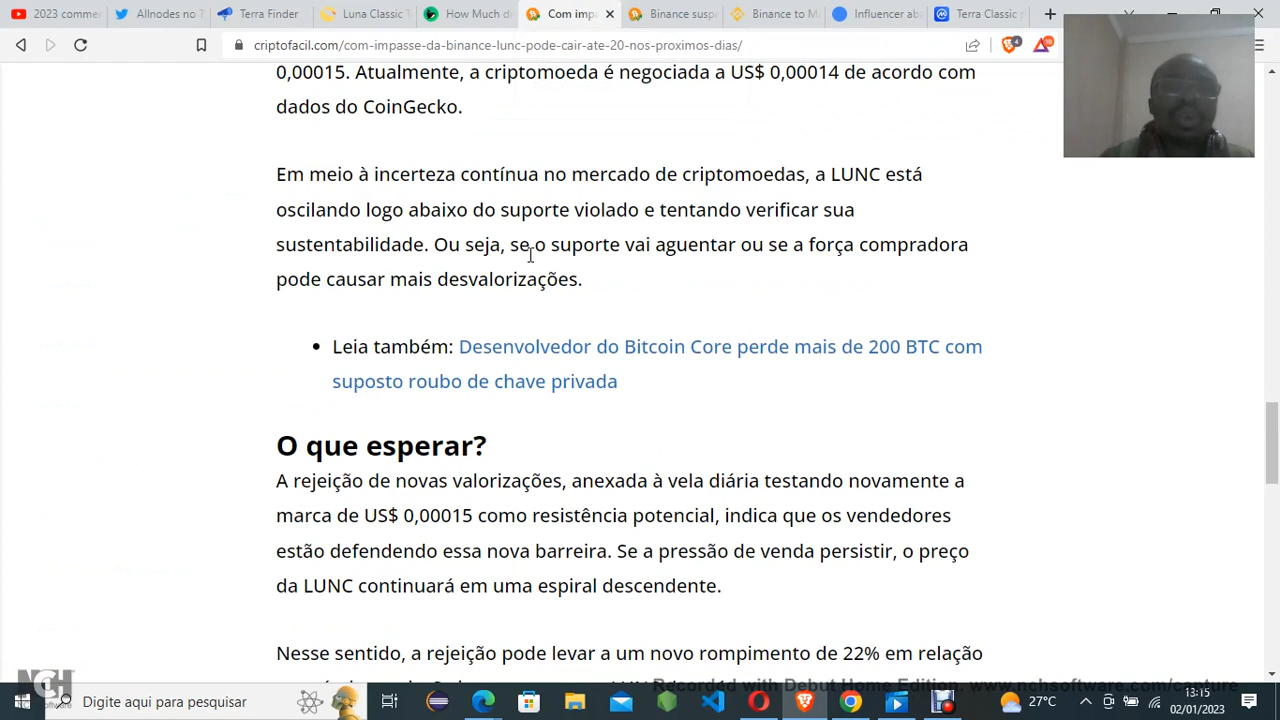 2023 commer
Allnodes no T
Terra Finder
Luna Classic T
How Much d
Com impa
Binance susp
Binance to M
Influencer ab
Terra Classic p
criptofacil.com/com-impasse-da-binance-lunc-pode-cair-ate-20-nos-proximos-dias/
0,00015. Atualmente, a criptomoeda é negociada a US$ 0,00014 de acordo com
dados do CoinGecko.
Em meio à incerteza contínua no mercado de criptomoedas, a LUNC está
oscilando logo abaixo do suporte violado e tentando verificar sua
sustentabilidade. Ou seja, se o suporte vai aguentar ou se a força compradora
pode causar mais desvalorizações.
Leia também: Desenvolvedor do Bitcoin Core perde mais de 200 BTC com
suposto roubo de chave privada
O que esperar?
A rejeição de novas valorizações, anexada à vela diária testando novamente a
marca de US$ 0,00015 como resistência potencial, indica que os vendedores
estão defendendo essa nova barreira. Se a pressão de venda persistir, o preço
da LUNC continuará em uma espiral descendente.
Nesse sentido, a rejeição pode levar a um novo rompimento de 22% em relação
Recorded with Debut Home Edition. www.nchsoftware.com/capture
NCH
Software
Digite aqui para pesquisar
27°C
13:15
02/01/2023